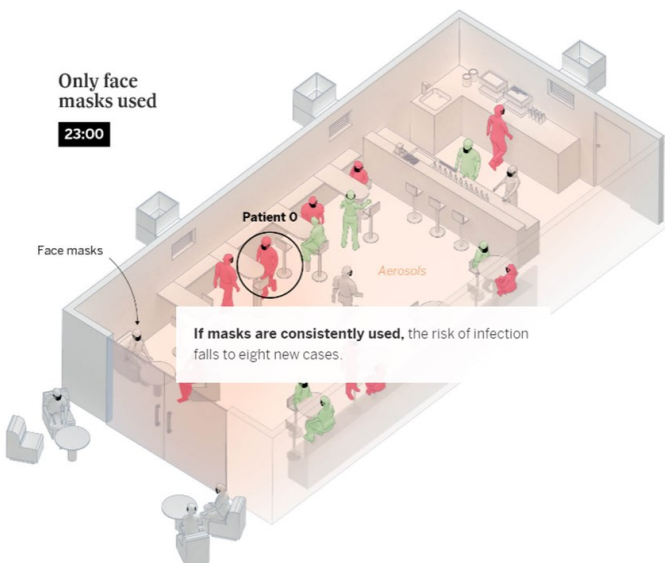 Only face
masks used
23:00
Patient 0
Face masks
Aerosols
If masks are consistently used, the risk of infection
falls to eight new cases.